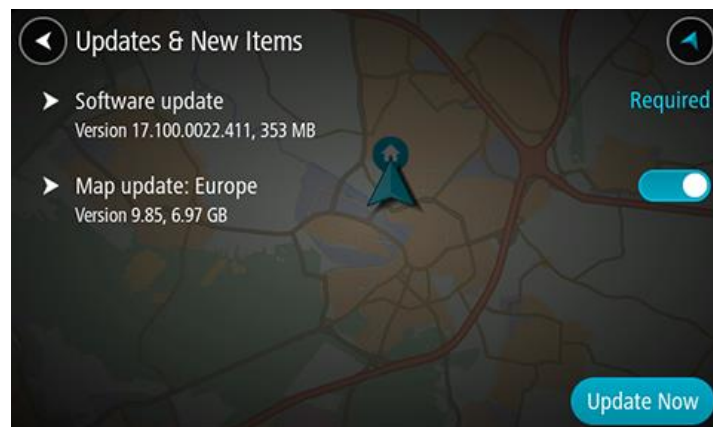 Updates & New Items
Software update
Required
Version 17.100.0022.411, 353 MB
Map update: Europe
Version 9.85, 6.97 GB
Update Now